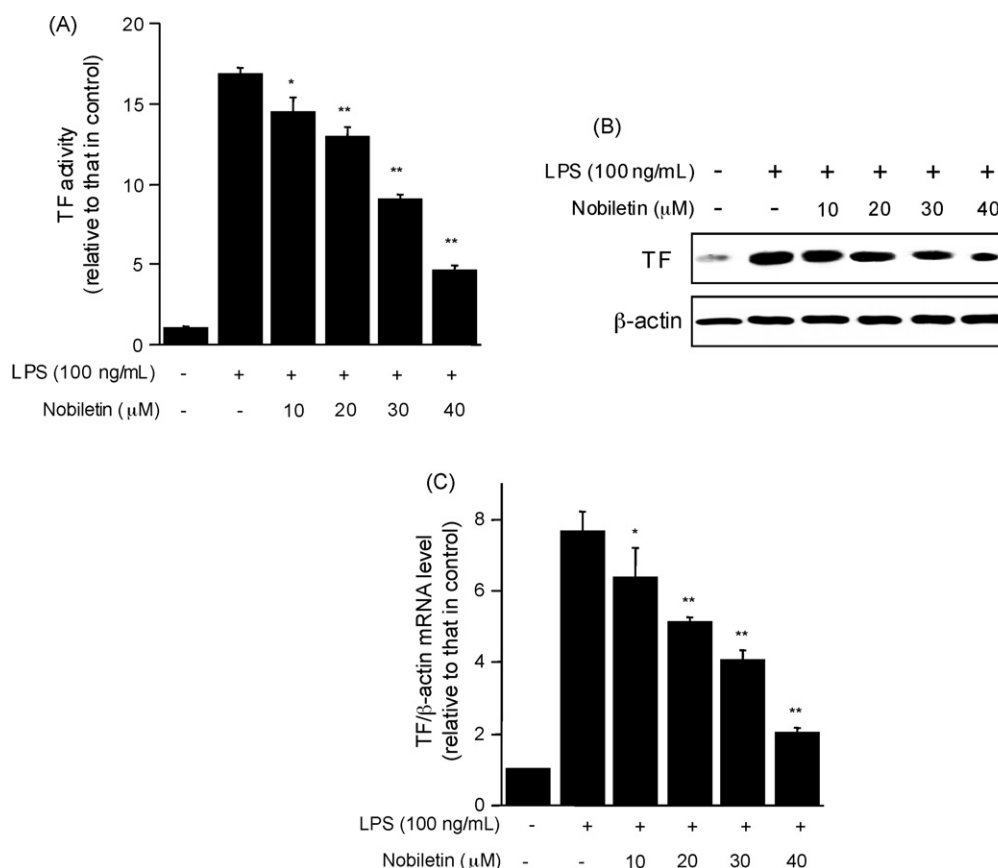 (A)
20
15
10
5
0
TF activity
(relative to that in control)
* ** ** **
LPS (100 ng/mL) - + + + + +
Nobiletin (μM) - - 10 20 30 40
(B)
LPS (100 ng/mL) - + + + + +
Nobiletin (μM) - - 10 20 30 40
TF
β-actin
(C)
8
6
4
2
0
TF/β-actin mRNA level
(relative to that in control)
* ** ** **
LPS (100 ng/mL) - + + + + +
Nobiletin (μM) - - 10 20 30 40